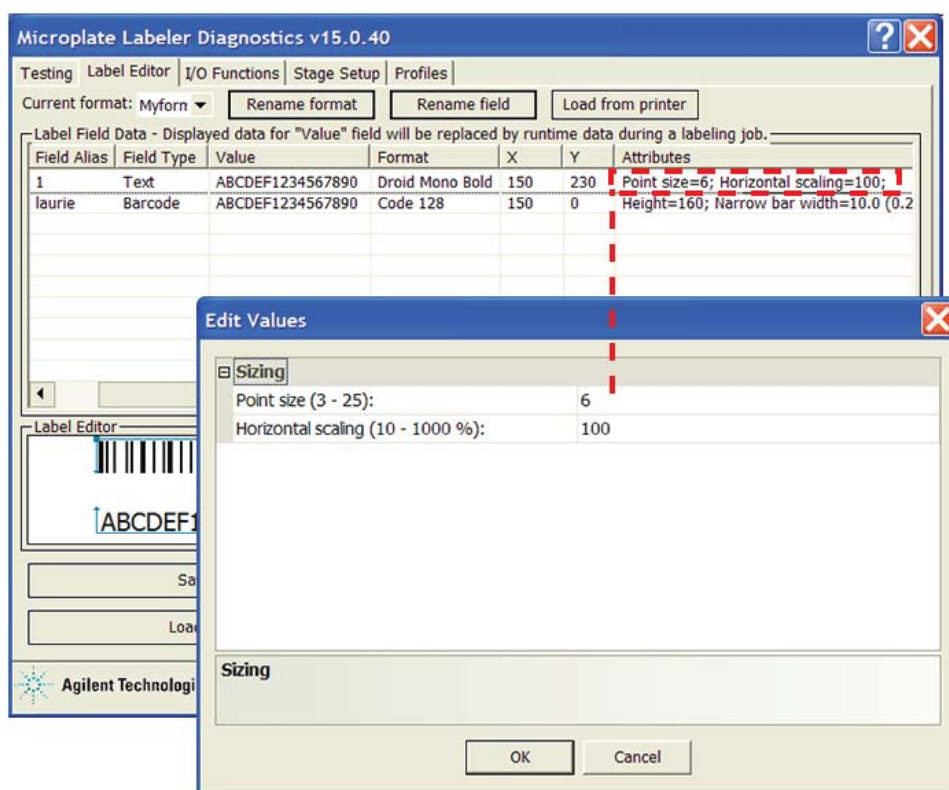 Microplate Labeler Diagnostics v15.0.40
Testing Label Editor I/O Functions Stage Setup Profiles
Current format: Myform Rename format Rename field Load from printer
Label Field Data - Displayed data for "Value" field will be replaced by runtime data during a labeling job.
Field Alias Field Type Value Format X Y Attributes
1 Text ABCDEF1234567890 Droid Mono Bold 150 230 Point size=6; Horizontal scaling=100;
laurie Barcode ABCDEF1234567890 Code 128 150 0 Height=160; Narrow bar width=10.0 (0.2
Edit Values
Sizing
Point size (3 - 25): 6
Horizontal scaling (10 - 1000 %): 100
Label Editor
ABCDEF1
Sa
Loa
Sizing
Agilent Technologi
OK Cancel